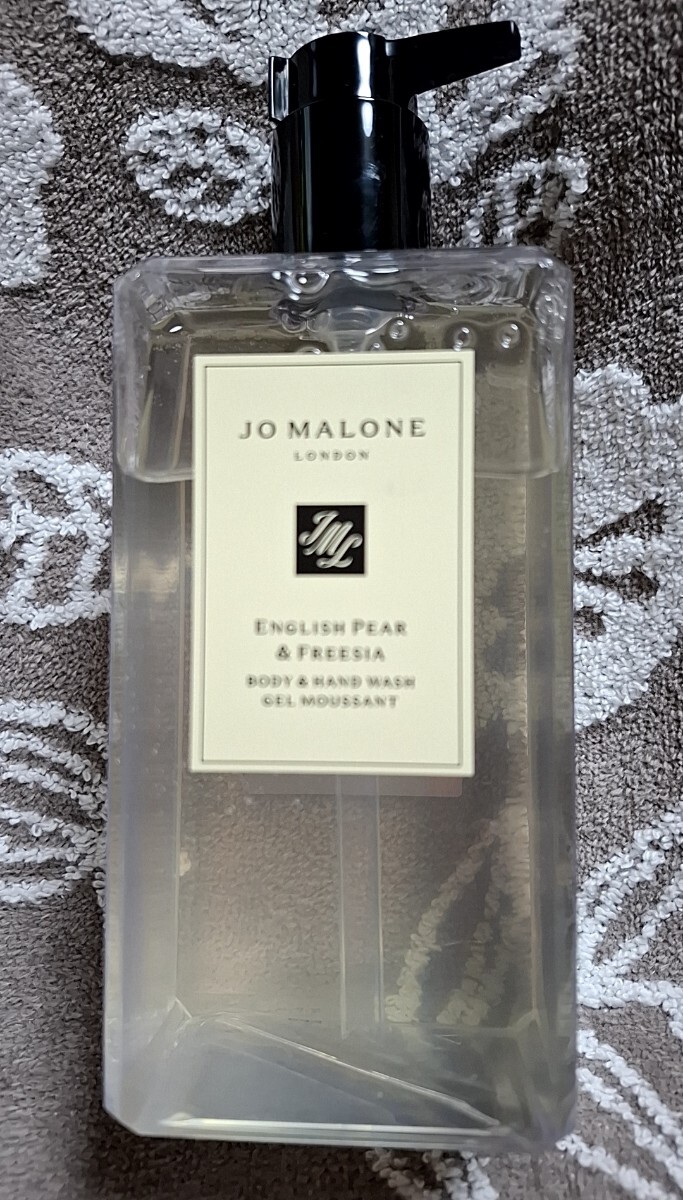 JO MALONE
LONDON
JML
ENGLISH PEAR
& FREESIA
BODY & HAND WASH
GEL MOUSSANT